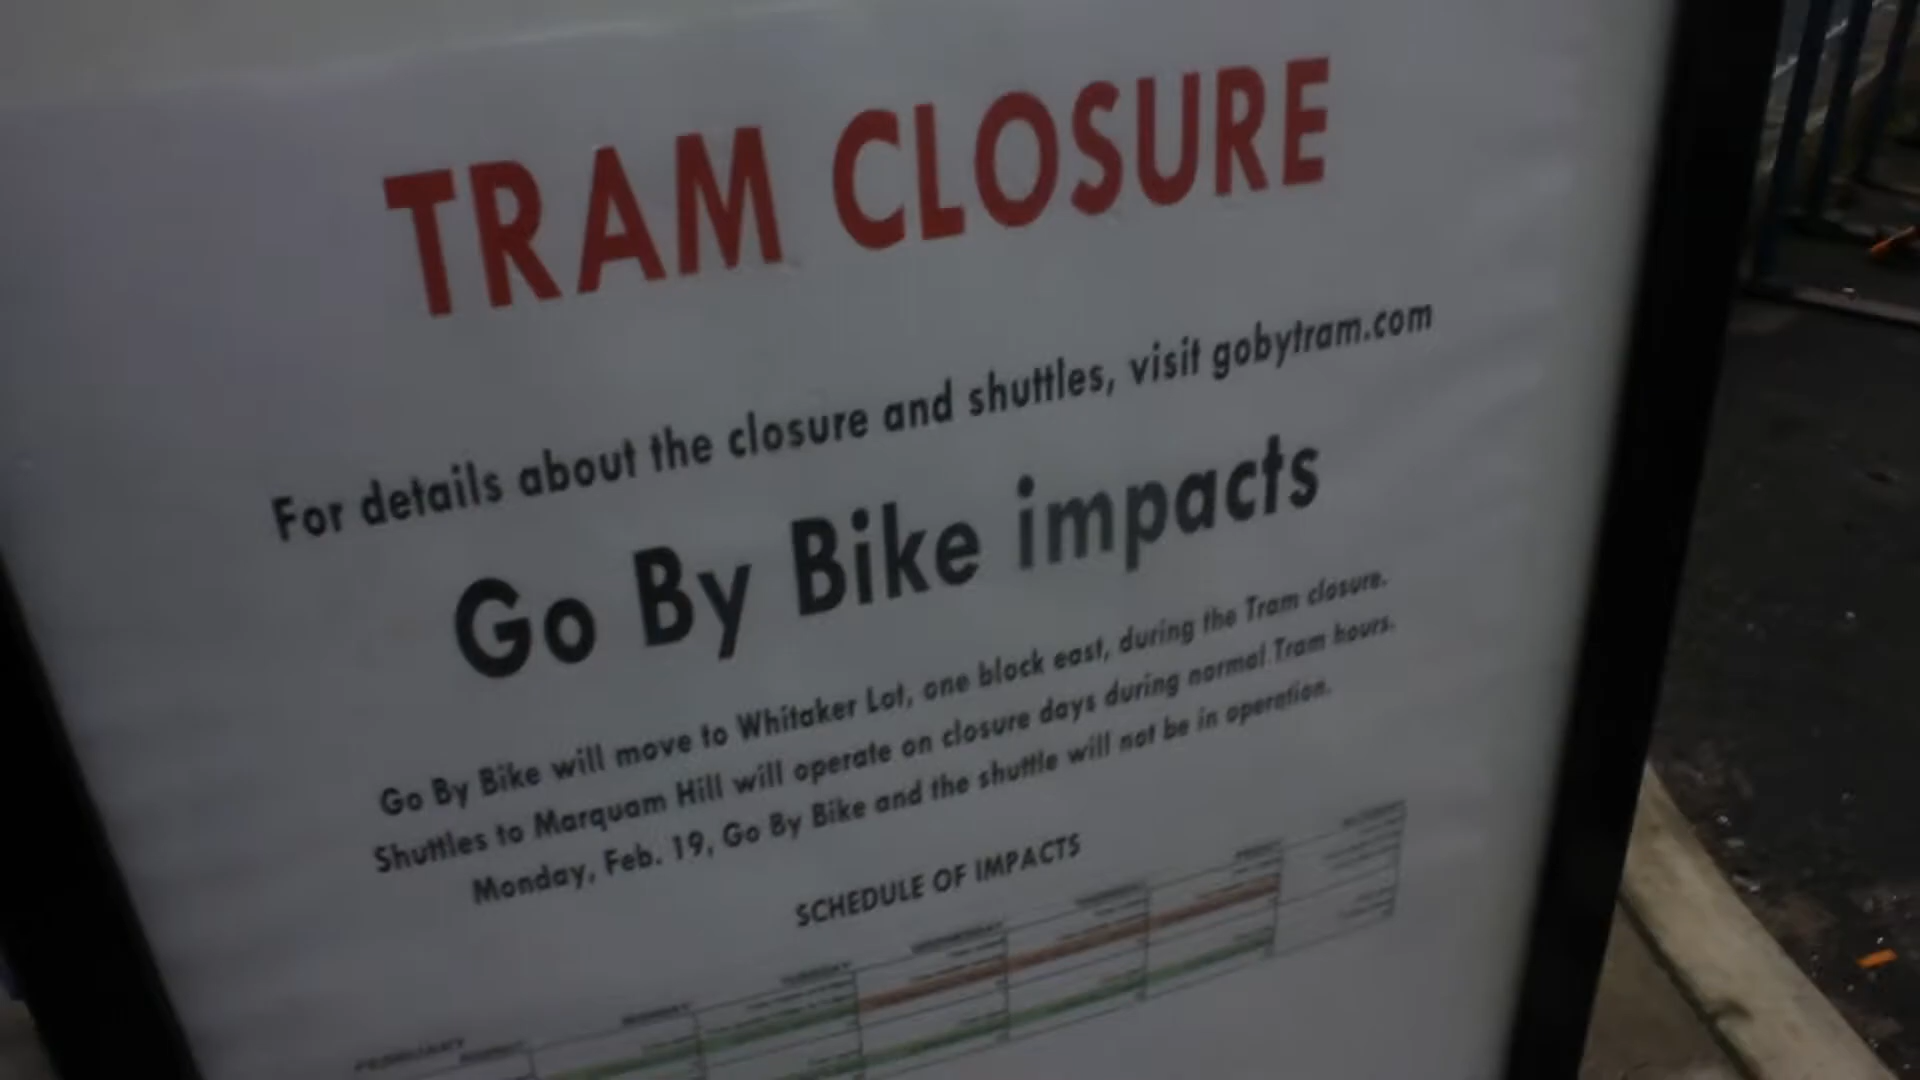 TRAM CLOSURE
For details about the closure and shuttles, visit gobytram.com
Go By Bike impacts
Go By Bike will move to Whitaker Lot, one block east, during the Tram closure.
Shuttles to Marquam Hill will operate on closure days during normal Tram hours.
Monday, Feb. 19, Go By Bike and the shuttle will not be in operation.
SCHEDULE OF IMPACTS
FEBRUARY